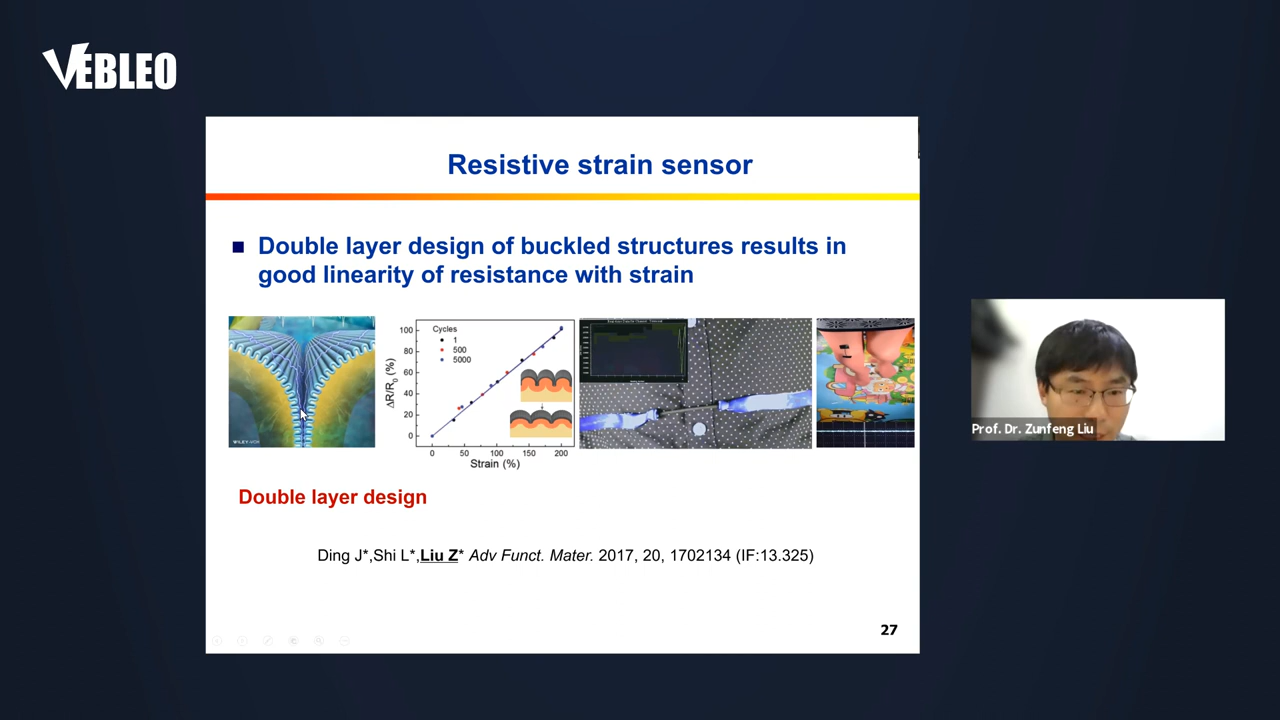 VEBLEO
Resistive strain sensor
Double layer design of buckled structures results in
good linearity of resistance with strain
Cycles
1
500
5000
100
80
60
40
20
0
ΔR/R0 (%)
0 50 100 150 200
Strain (%)
Double layer design
Ding J*,Shi L*,Liu Z* Adv Funct. Mater. 2017, 20, 1702134 (IF:13.325)
27
Prof. Dr. Zunfeng Liu